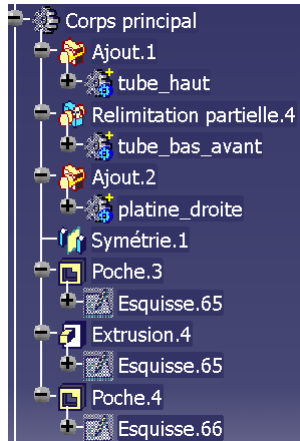 Corps principal
Ajout.1
tube_haut
Relimitation partielle.4
tube_bas_avant
Ajout.2
platine_droite
Symétrie.1
Poche.3
Esquisse.65
Extrusion.4
Esquisse.65
Poche.4
Esquisse.66